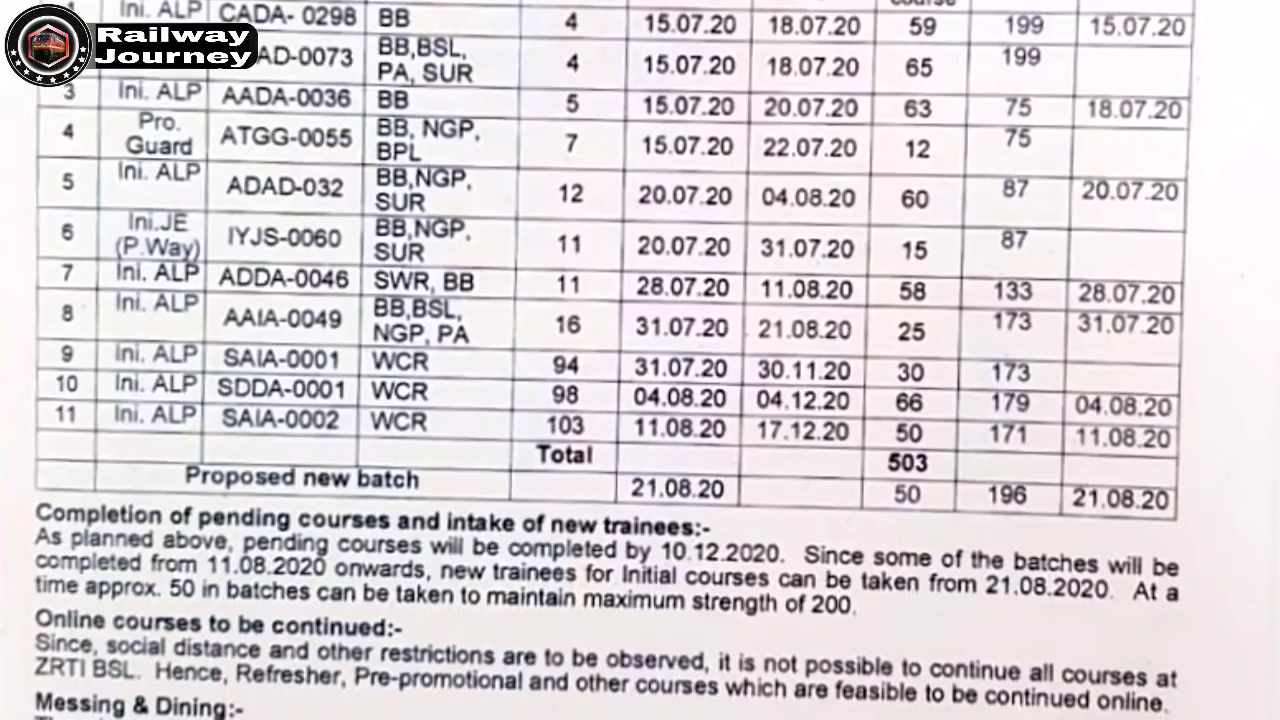 Railway
Journey
Ini. ALP CADA- 0298 BB 4 15.07.20 18.07.20 59 199 15.07.20
AD-0073 BB,BSL, PA, SUR 4 15.07.20 18.07.20 65 199
3 Ini. ALP AADA-0036 BB 5 15.07.20 20.07.20 63 75 18.07.20
4 Pro. Guard ATGG-0055 BB, NGP, BPL 7 15.07.20 22.07.20 12 75
5 Ini. ALP ADAD-032 BB,NGP, SUR 12 20.07.20 04.08.20 60 87 20.07.20
6 Ini.JE (P.Way) IYJS-0060 BB,NGP, SUR 11 20.07.20 31.07.20 15 87
7 Ini. ALP ADDA-0046 SWR, BB 11 28.07.20 11.08.20 58 133 28.07.20
8 Ini. ALP AAIA-0049 BB,BSL, NGP, PA 16 31.07.20 21.08.20 25 173 31.07.20
9 Ini. ALP SAIA-0001 WCR 94 31.07.20 30.11.20 30 173
10 Ini. ALP SDDA-0001 WCR 98 04.08.20 04.12.20 66 179 04.08.20
11 Ini. ALP SAIA-0002 WCR 103 11.08.20 17.12.20 50 171 11.08.20
Total 503
Proposed new batch 21.08.20 50 196 21.08.20
Completion of pending courses and intake of new trainees:-
As planned above, pending courses will be completed by 10.12.2020. Since some of the batches will be
completed from 11.08.2020 onwards, new trainees for Initial courses can be taken from 21.08.2020. At a
time approx. 50 in batches can be taken to maintain maximum strength of 200.
Online courses to be continued:-
Since, social distance and other restrictions are to be observed, it is not possible to continue all courses at
ZRTI BSL. Hence, Refresher, Pre-promotional and other courses which are feasible to be continued online.
Messing & Dining:-